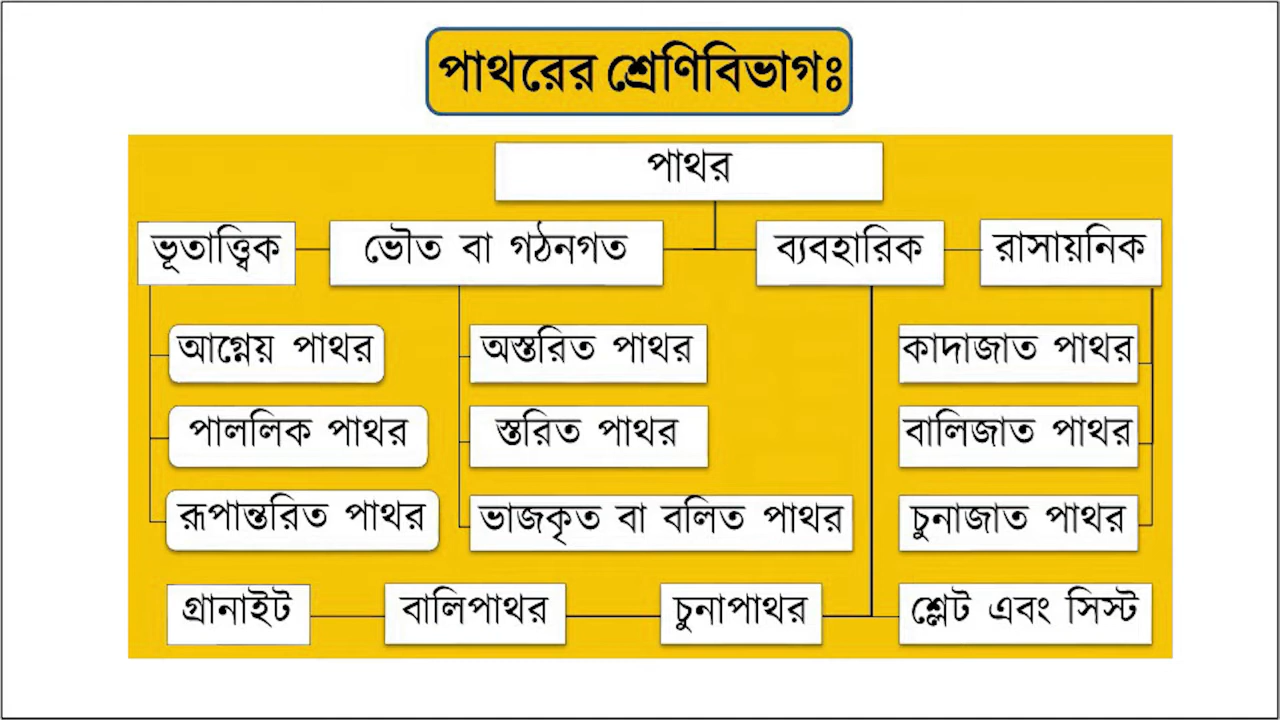 পাথরের শ্রেণিবিভাগঃ
পাথর
ভূতাত্ত্বিক
ভৌত বা গঠনগত
ব্যবহারিক
রাসায়নিক
আগ্নেয় পাথর
অস্তরিত পাথর
কাদাজাত পাথর
পাললিক পাথর
স্তরিত পাথর
বালিজাত পাথর
রূপান্তরিত পাথর
ভাজকৃত বা বলিত পাথর
চুনাজাত পাথর
গ্রানাইট
বালিপাথর
চুনাপাথর
শ্লেট এবং সিস্ট